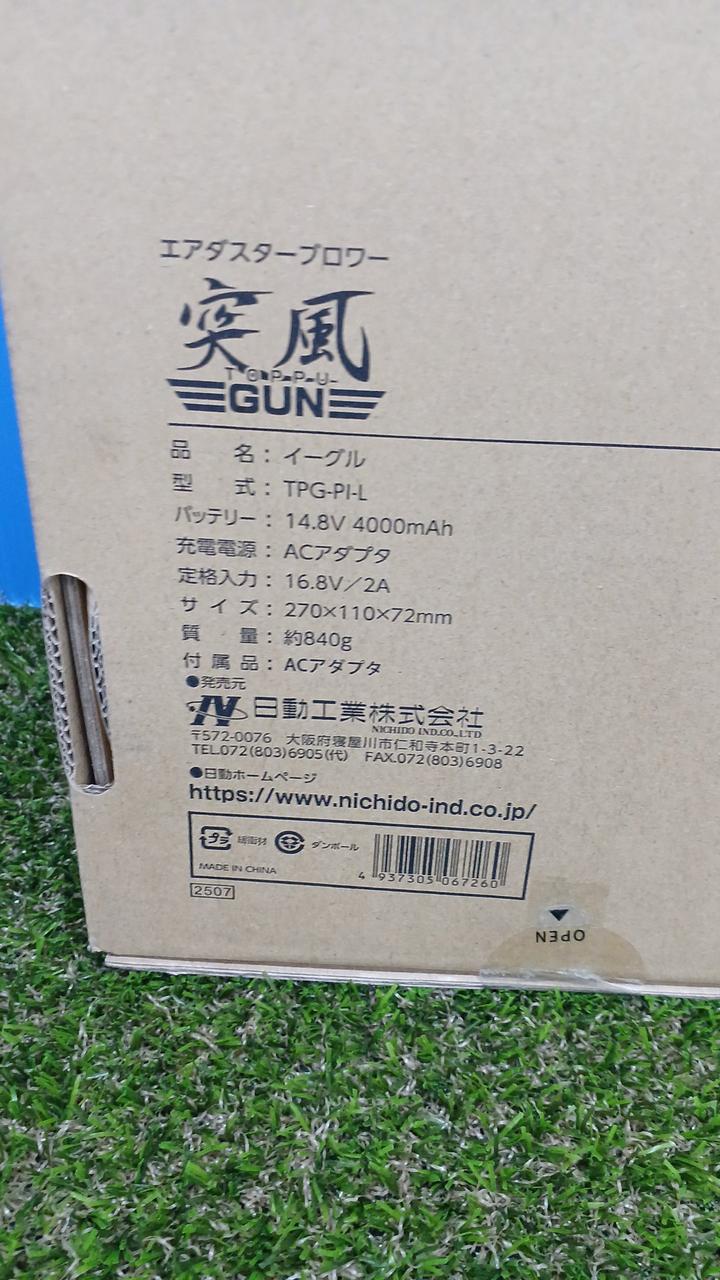 エアダスターブロワー
突風
TOPPU-
GUN
品 名：イーグル
型 式：TPG-PI-L
バッテリー：14.8V 4000mAh
充電電源：ACアダプタ
定格入力：16.8V／2A
サイズ：270×110×72mm
質 量：約840g
付属品：ACアダプタ
●発売元
日動工業株式会社
NICHIDO IND.CO.,LTD
〒572-0076 大阪府寝屋川市仁和寺本町1-3-22
TEL.072(803)6905(代) FAX.072(803)6908
●日動ホームページ
https://www.nichido-ind.co.jp/
プラ 緩衝材 ダンボール
MADE IN CHINA
4 937305 067260
2507
OPEN